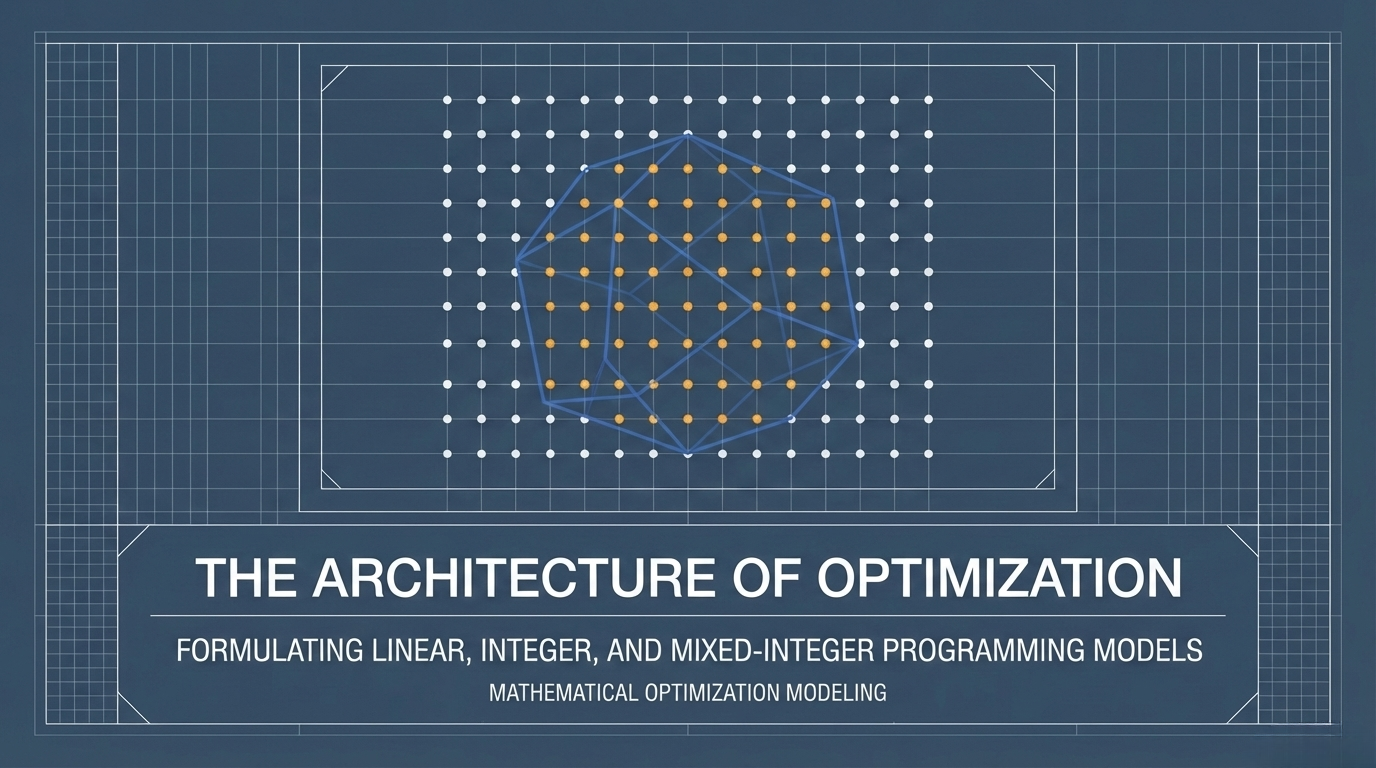 THE ARCHITECTURE OF OPTIMIZATION
FORMULATING LINEAR, INTEGER, AND MIXED-INTEGER PROGRAMMING MODELS
MATHEMATICAL OPTIMIZATION MODELING